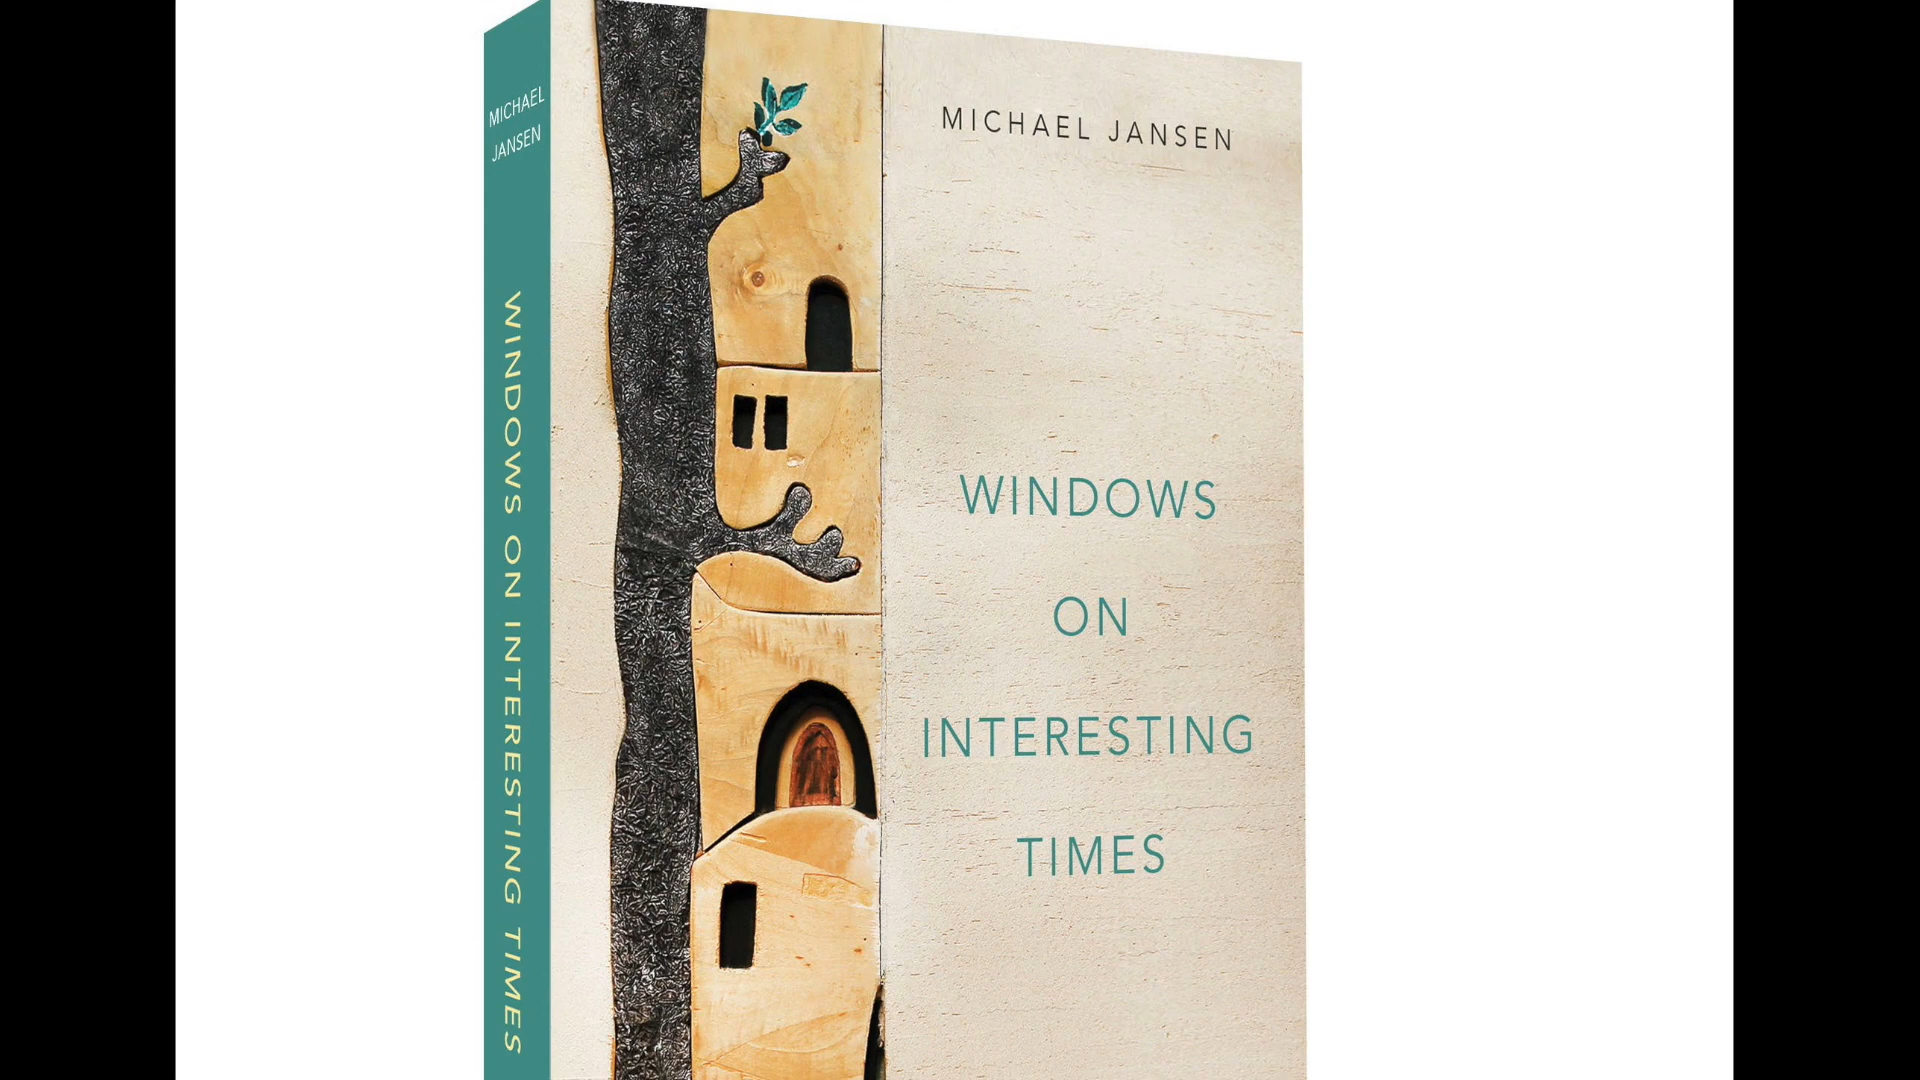 MICHAEL
JANSEN
WINDOWS ON INTERESTING TIMES
MICHAEL JANSEN
WINDOWS
ON
INTERESTING
TIMES